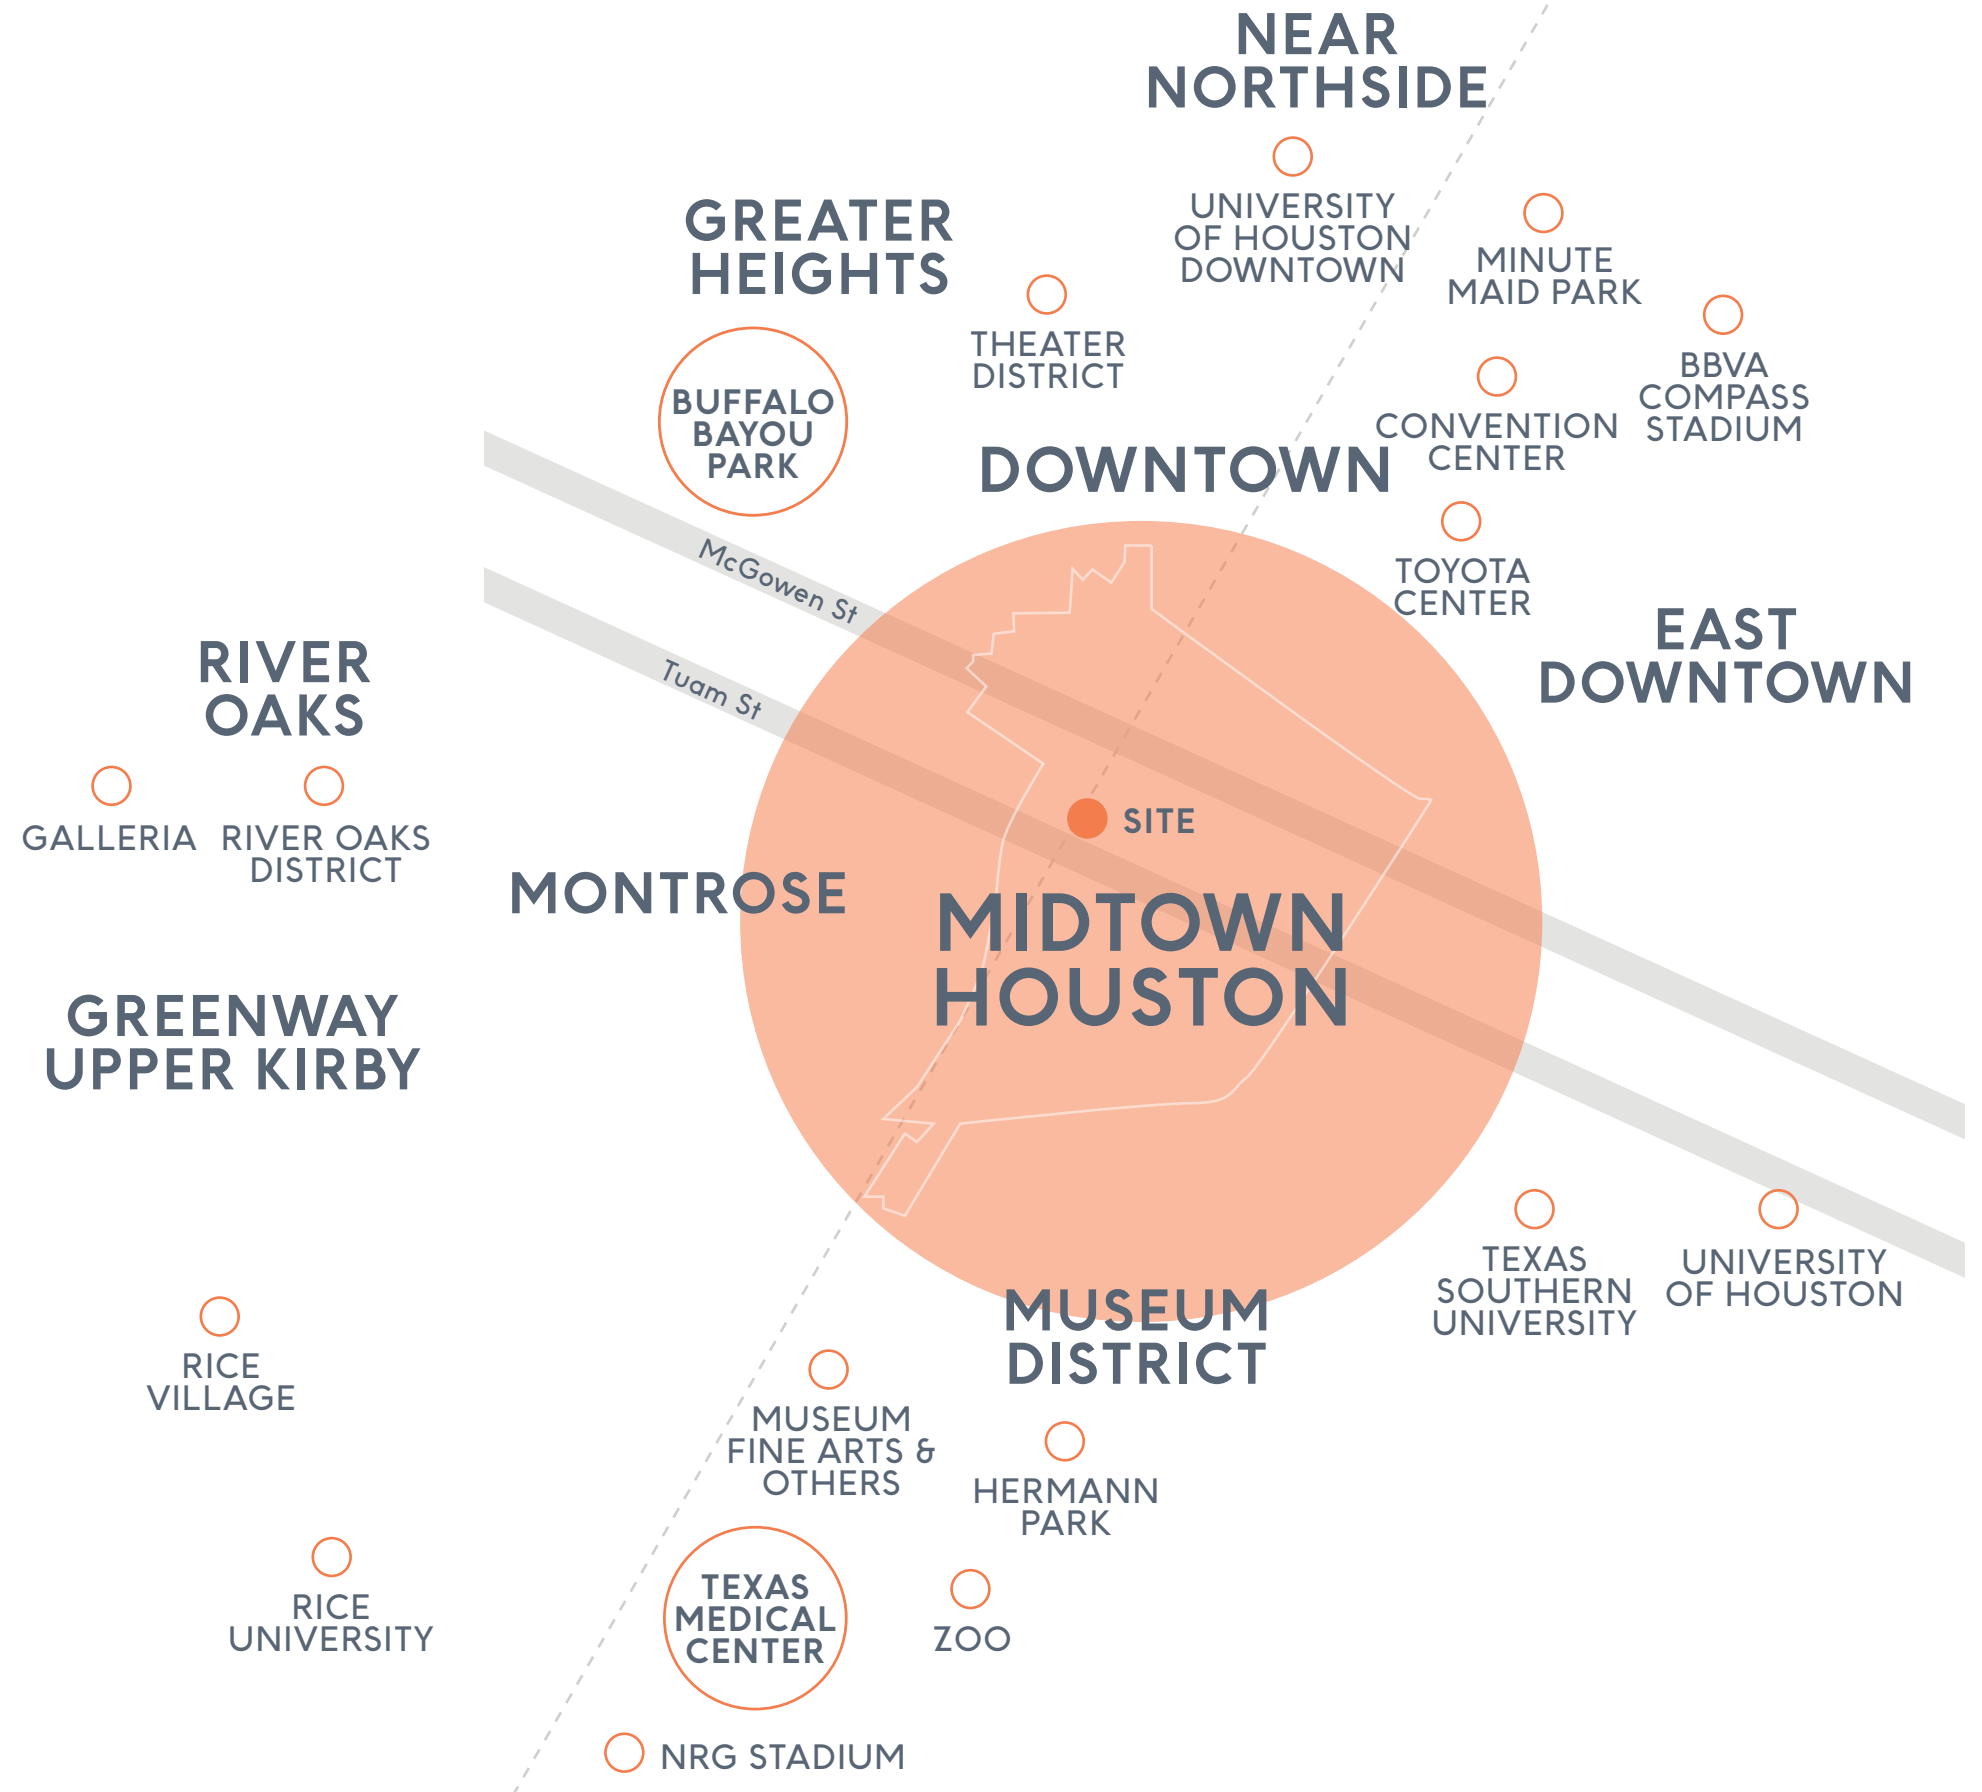 NEAR
NORTHSIDE
UNIVERSITY
OF HOUSTON
DOWNTOWN
MINUTE
MAID PARK
GREATER
HEIGHTS
THEATER
DISTRICT
BBVA
COMPASS
STADIUM
BUFFALO
BAYOU
PARK
CONVENTION
CENTER
DOWNTOWN
TOYOTA
CENTER
McGowen St
Tuam St
EAST
DOWNTOWN
RIVER
OAKS
GALLERIA
RIVER OAKS
DISTRICT
SITE
MONTROSE
MIDTOWN
HOUSTON
GREENWAY
UPPER KIRBY
TEXAS
SOUTHERN
UNIVERSITY
UNIVERSITY
OF HOUSTON
MUSEUM
DISTRICT
RICE
VILLAGE
MUSEUM
FINE ARTS &
OTHERS
HERMANN
PARK
RICE
UNIVERSITY
TEXAS
MEDICAL
CENTER
ZOO
NRG STADIUM